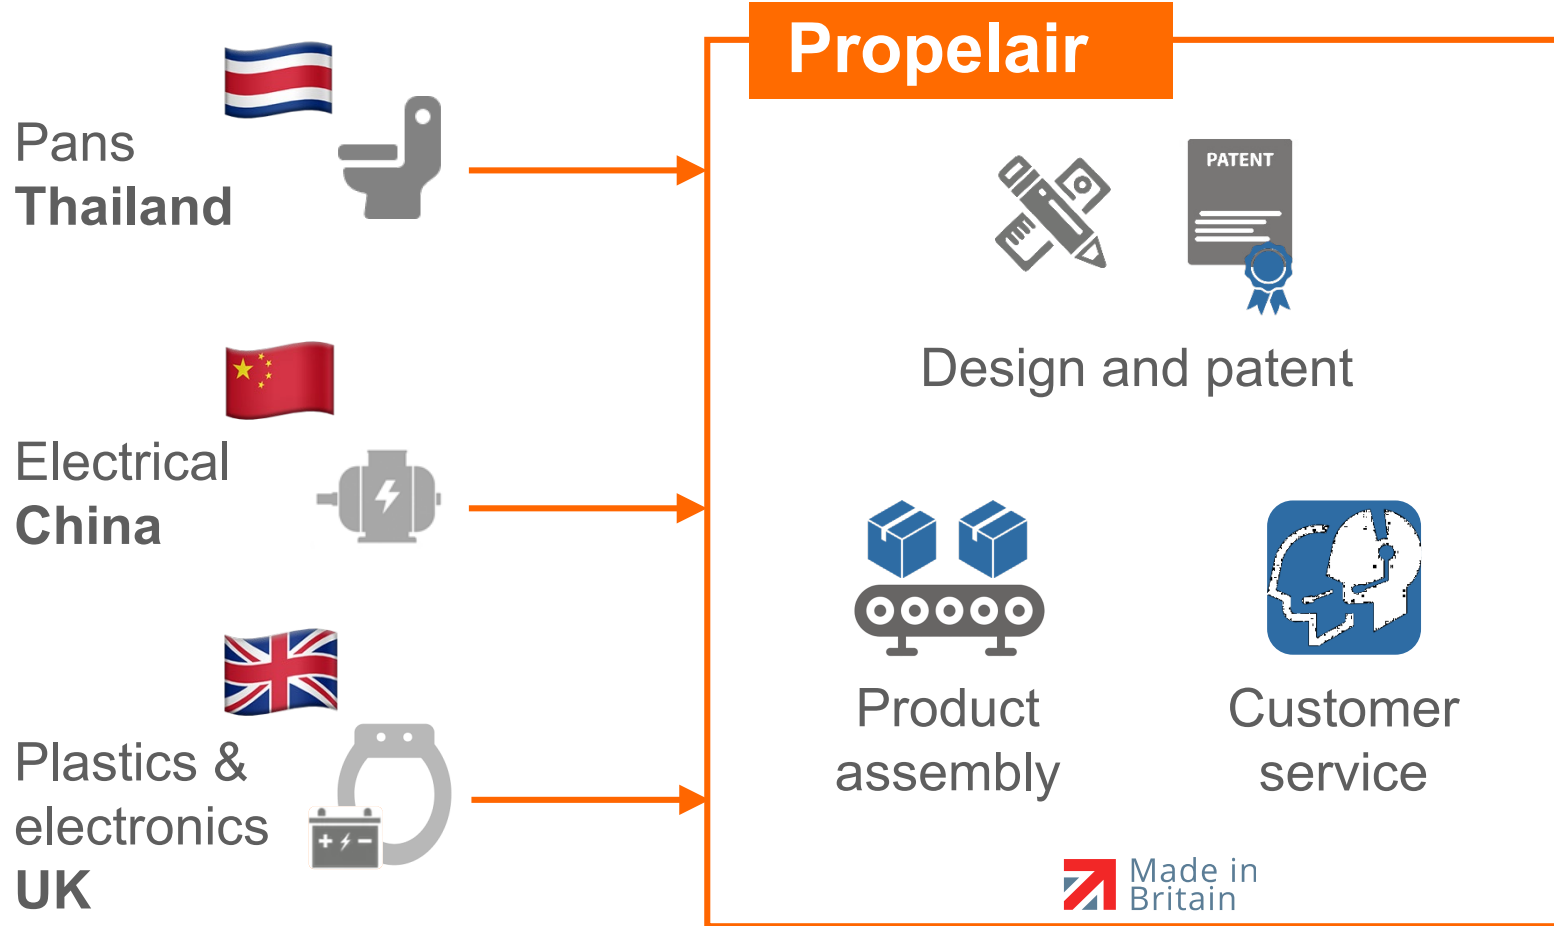 Propelair
Pans
Thailand
PATENT
Design and patent
Electrical
China
Product
assembly
Customer
service
Plastics &
electronics
UK
Made in
Britain